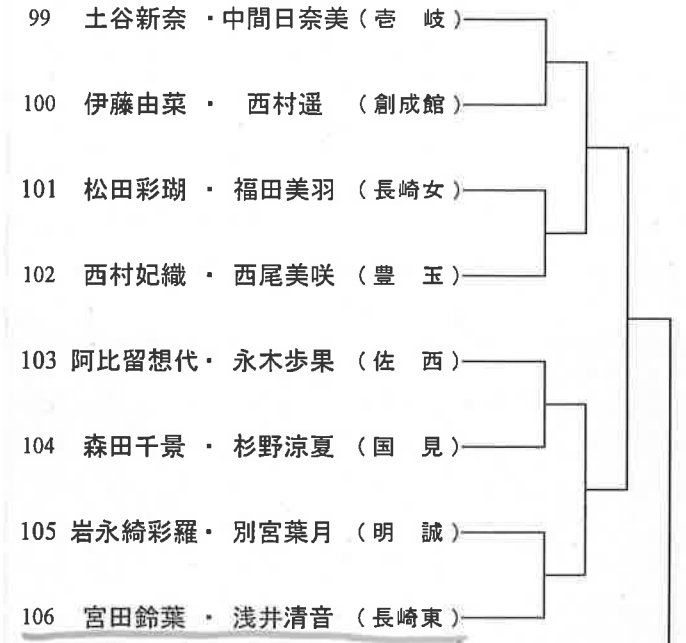 99 土谷新奈・中間日奈美(壱 岐)
100 伊藤由菜・ 西村遥 (創成館)
101 松田彩瑚・福田美羽(長崎女)
102 西村妃織・西尾美咲(豊 玉)
103 阿比留想代・永木歩果(佐 西)
104 森田千景・杉野涼夏(国 見)
105 岩永綺彩羅・別宮葉月(明 誠)
106 宮田鈴葉・浅井清音(長崎東)